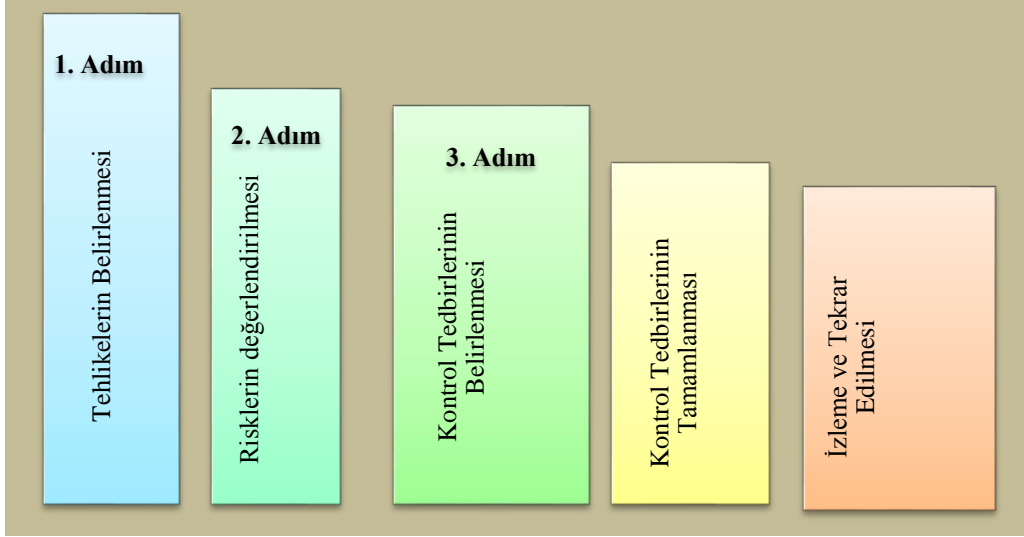 1. Adım
Tehlikelerin Belirlenmesi
2. Adım
Risklerin değerlendirilmesi
3. Adım
Kontrol Tedbirlerinin
Belirlenmesi
Kontrol Tedbirlerinin
Tamamlanması
İzleme ve Tekrar
Edilmesi